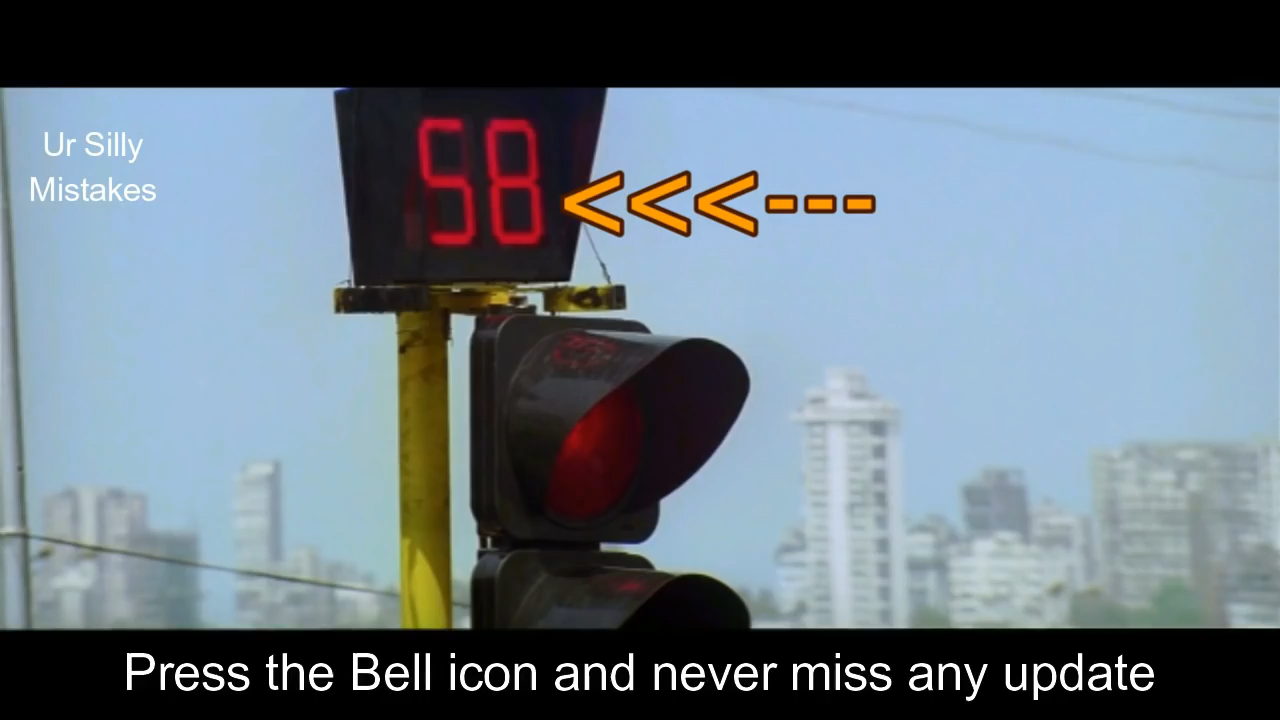 Ur Silly
Mistakes
58
<<<---
Press the Bell icon and never miss any update